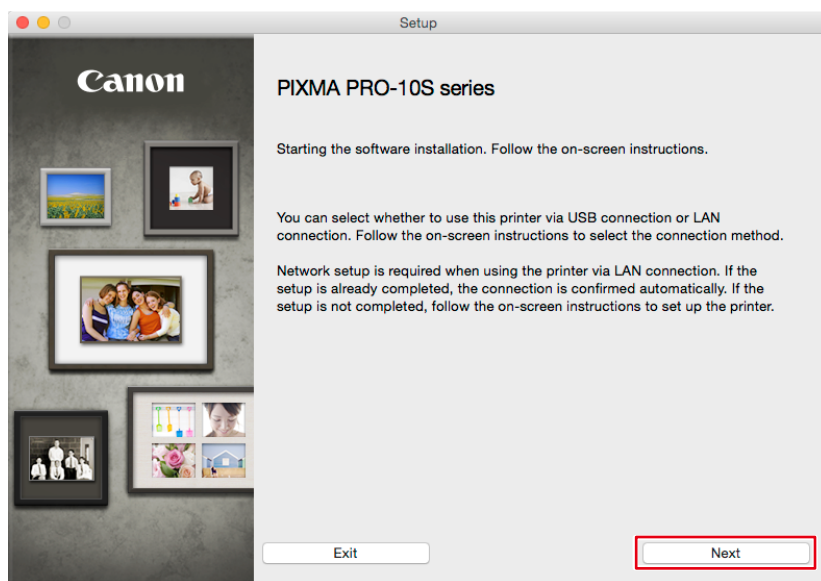 Setup
Canon
PIXMA PRO-10S series
Starting the software installation. Follow the on-screen instructions.
You can select whether to use this printer via USB connection or LAN
connection. Follow the on-screen instructions to select the connection method.
Network setup is required when using the printer via LAN connection. If the
setup is already completed, the connection is confirmed automatically. If the
setup is not completed, follow the on-screen instructions to set up the printer.
Exit
Next